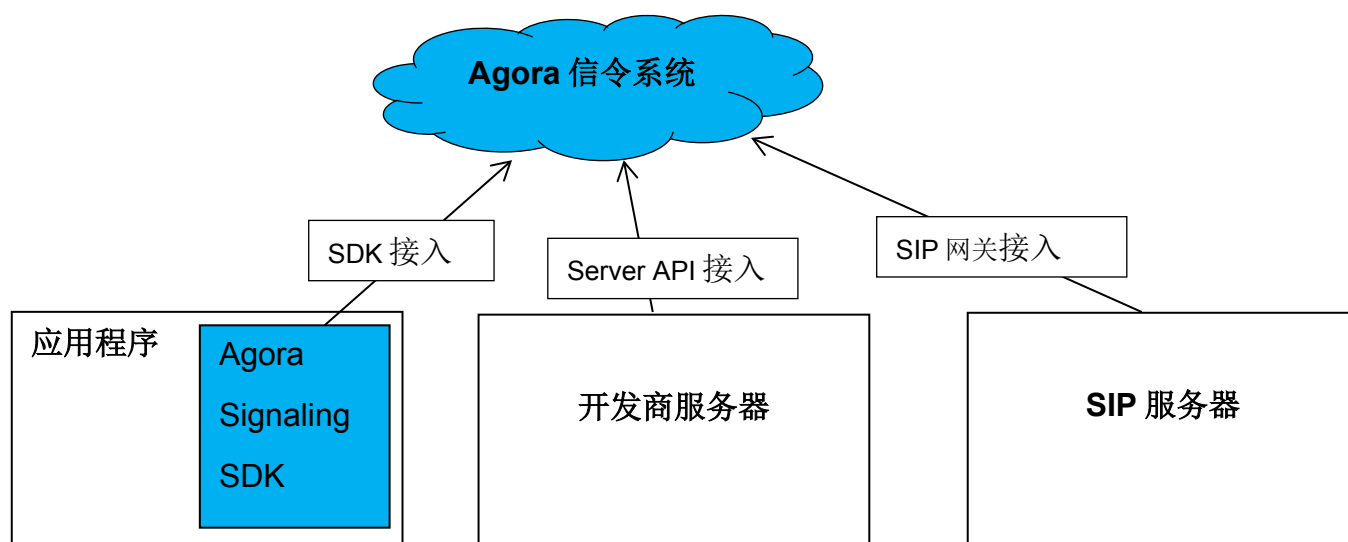 Agora 信令系统
SDK 接入
Server API 接入
SIP 网关接入
应用程序
Agora
Signaling
SDK
开发商服务器
SIP 服务器